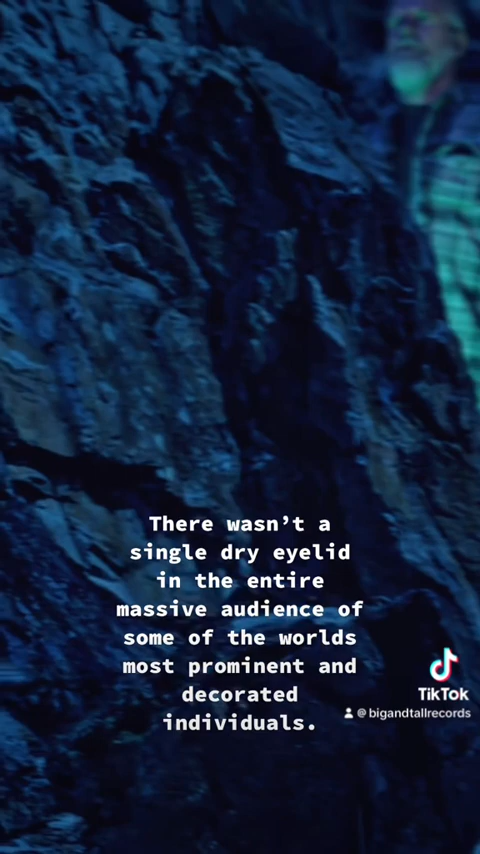 There wasn’t a
single dry eyelid
in the entire
massive audience of
some of the worlds
most prominent and
decorated
individuals.
TikTok
@bigandtallrecords